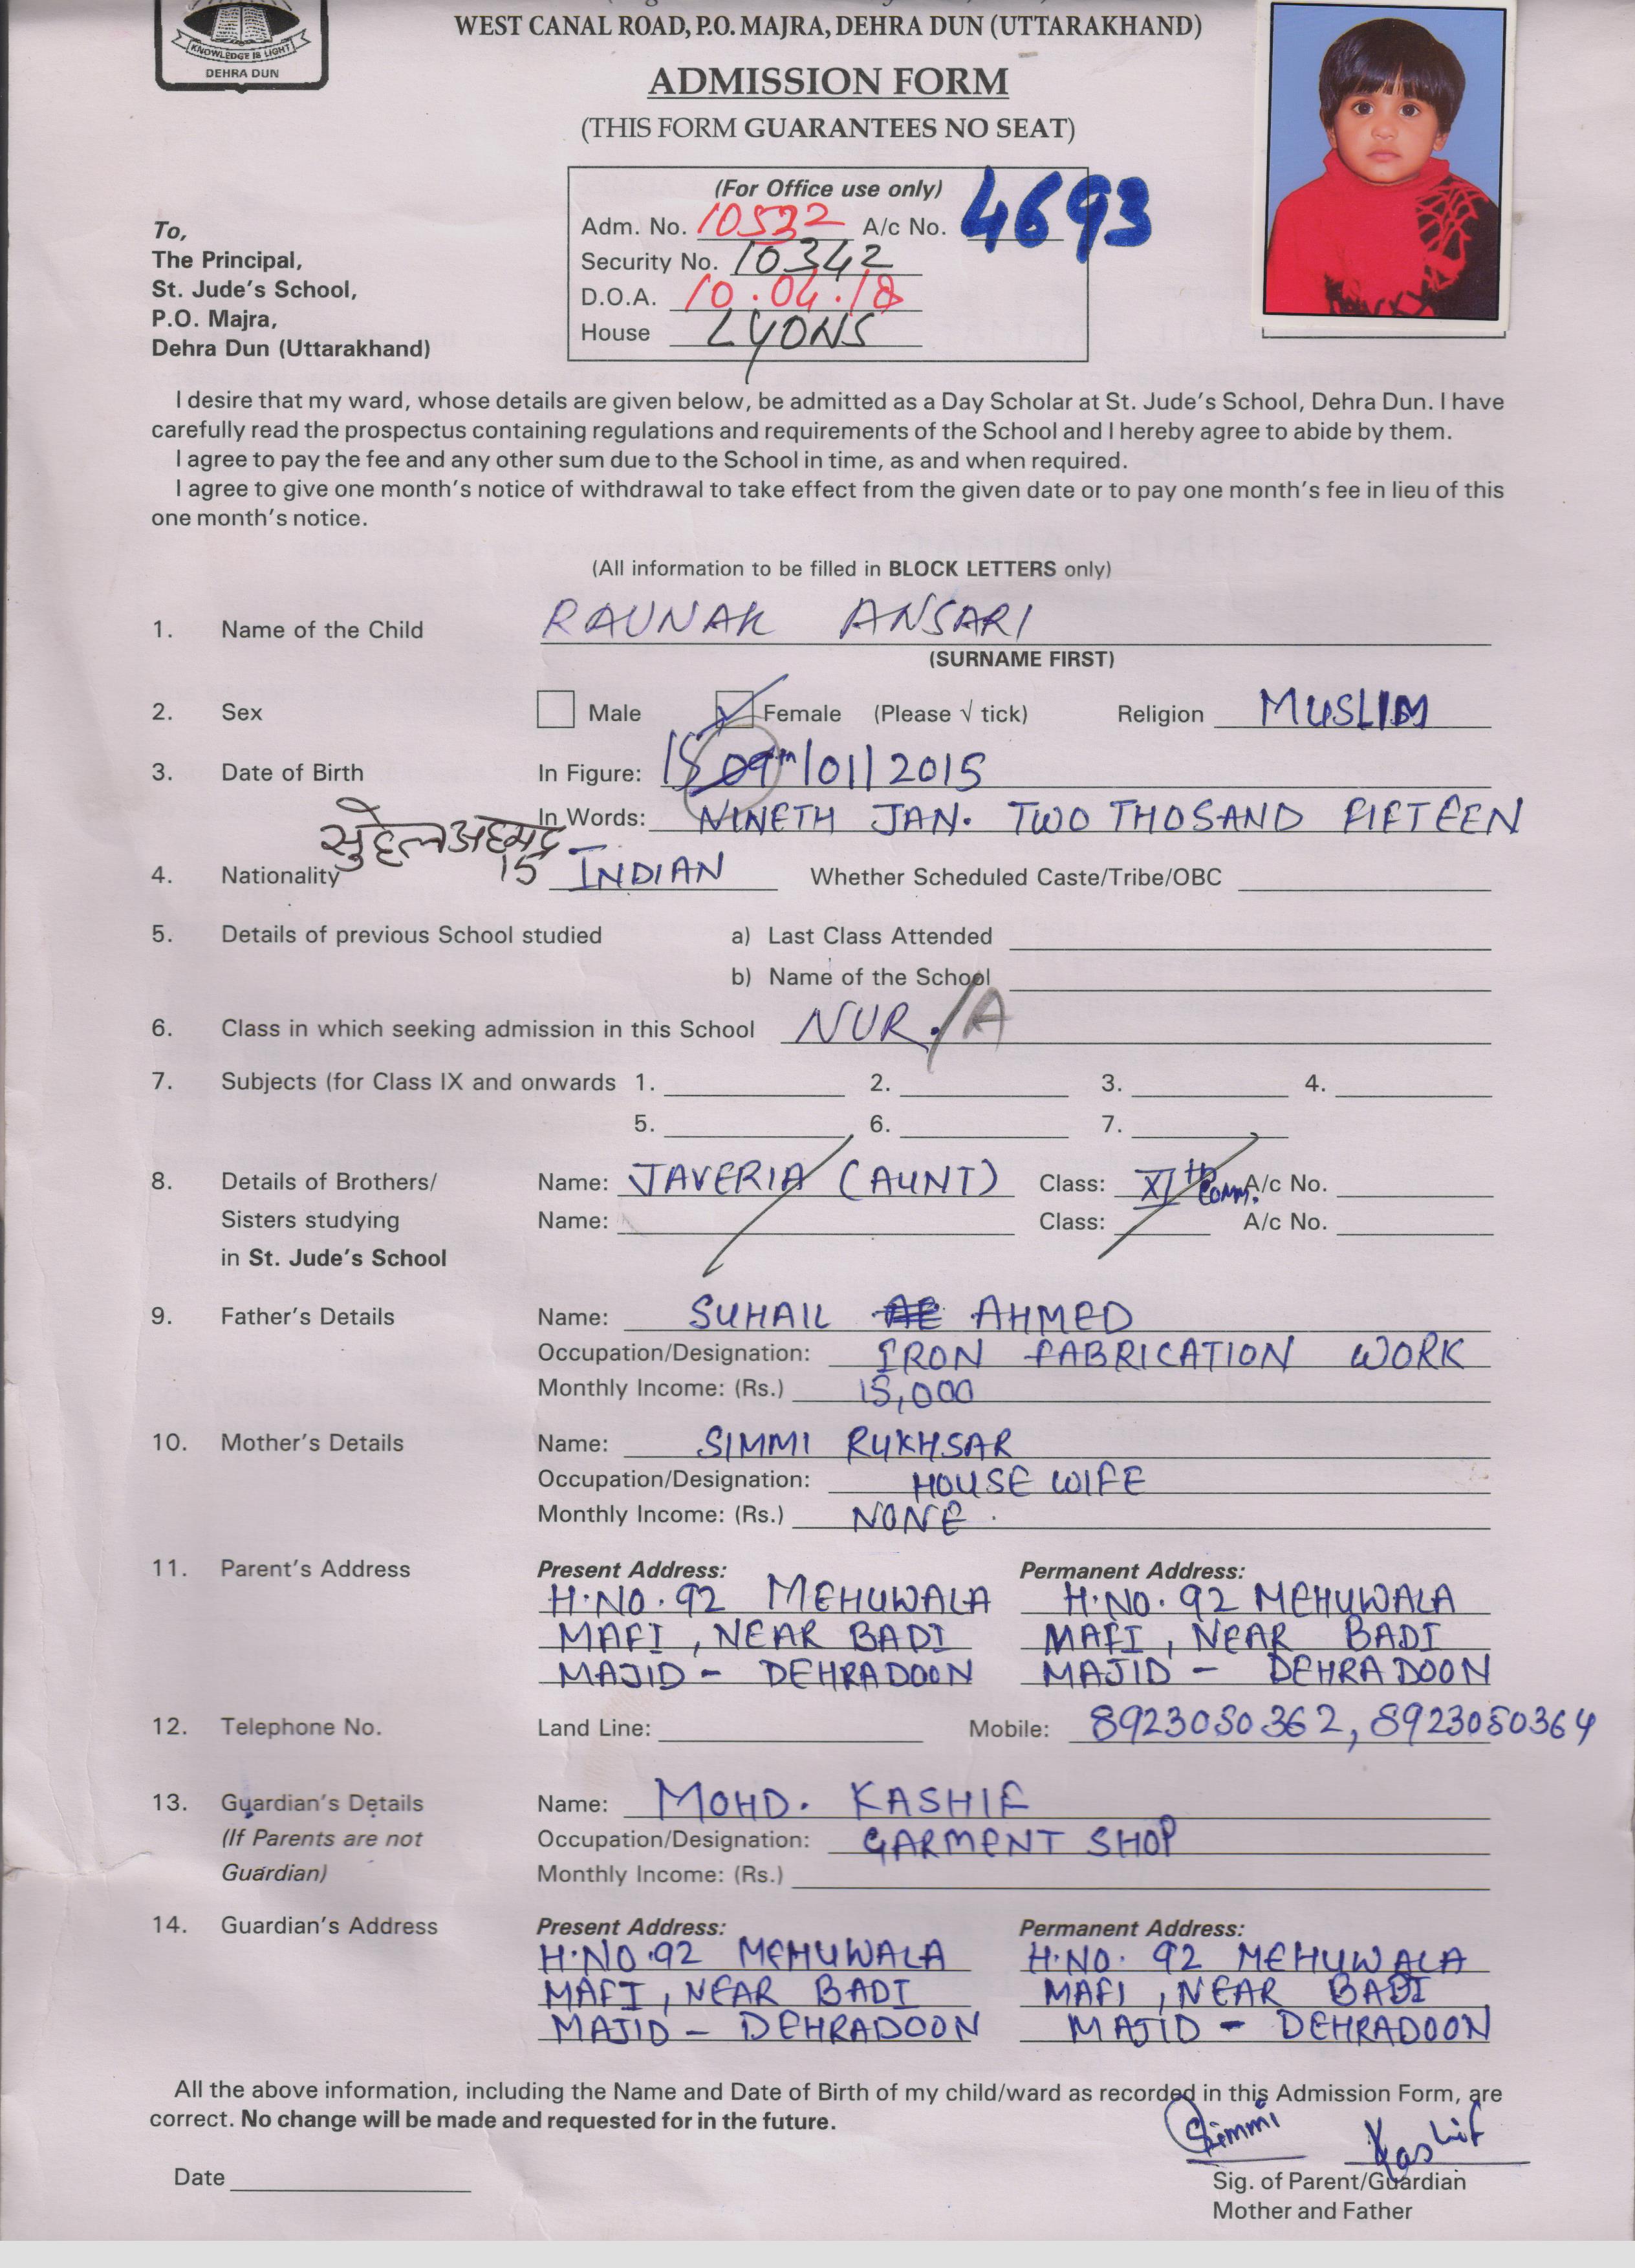 KNOWLEDGE IS LIGHT
DEHRA DUN
WEST CANAL ROAD, P.O. MAJRA, DEHRA DUN (UTTARAKHAND)
ADMISSION FORM
(THIS FORM GUARANTEES NO SEAT)
(For Office use only)
Adm. No. 10532 A/c No. 4693
Security No. 10342
D.O.A. 10.04.18
House LYONS
To,
The Principal,
St. Jude's School,
P.O. Majra,
Dehra Dun (Uttarakhand)
I desire that my ward, whose details are given below, be admitted as a Day Scholar at St. Jude's School, Dehra Dun. I have
carefully read the prospectus containing regulations and requirements of the School and I hereby agree to abide by them.
I agree to pay the fee and any other sum due to the School in time, as and when required.
I agree to give one month's notice of withdrawal to take effect from the given date or to pay one month's fee in lieu of this
one month's notice.
(All information to be filled in BLOCK LETTERS only)
1. Name of the Child RAUNAK ANSARI
(SURNAME FIRST)
2. Sex Male Female (Please √ tick) Religion MUSLIM
3. Date of Birth In Figure: 15 09th/01/2015
In Words: NINETH JAN. TWO THOSAND FIFTEEN
सुहेल अहमद
15
4. Nationality INDIAN Whether Scheduled Caste/Tribe/OBC
5. Details of previous School studied a) Last Class Attended
b) Name of the School
6. Class in which seeking admission in this School NUR./A
7. Subjects (for Class IX and onwards 1. 2. 3. 4.
5. 6. 7.
8. Details of Brothers/ Name: JAVERIA (AUNT) Class: XIth COMM. A/c No.
Sisters studying Name: Class: A/c No.
in St. Jude's School
9. Father's Details Name: SUHAIL AHMED
Occupation/Designation: IRON FABRICATION WORK
Monthly Income: (Rs.) 15,000
10. Mother's Details Name: SIMMI RUKHSAR
Occupation/Designation: HOUSE WIFE
Monthly Income: (Rs.) NONE.
11. Parent's Address Present Address: Permanent Address:
H.NO. 92 MEHUWALA H.NO. 92 MEHUWALA
MAFI, NEAR BADI MAFI, NEAR BADI
MAJID - DEHRADOON MAJID - DEHRADOON
12. Telephone No. Land Line: Mobile: 8923050362, 8923050364
13. Guardian's Details Name: MOHD. KASHIF
(If Parents are not Occupation/Designation: GARMENT SHOP
Guardian) Monthly Income: (Rs.)
14. Guardian's Address Present Address: Permanent Address:
H.NO.92 MEHUWALA H.NO. 92 MEHUWALA
MAFI, NEAR BADI MAFI, NEAR BADI
MAJID - DEHRADOON MAJID - DEHRADOON
All the above information, including the Name and Date of Birth of my child/ward as recorded in this Admission Form, are
correct. No change will be made and requested for in the future.
Simmi Kashif
Date Sig. of Parent/Guardian
Mother and Father